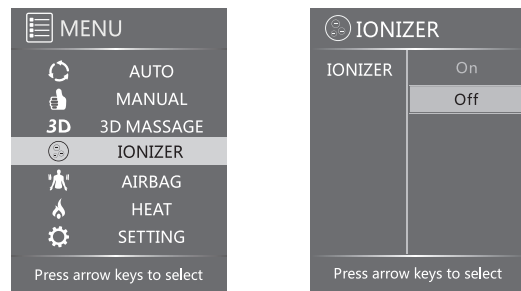 MENU
AUTO
MANUAL
3D 3D MASSAGE
IONIZER
AIRBAG
HEAT
SETTING
Press arrow keys to select
IONIZER
IONIZER On
Off
Press arrow keys to select